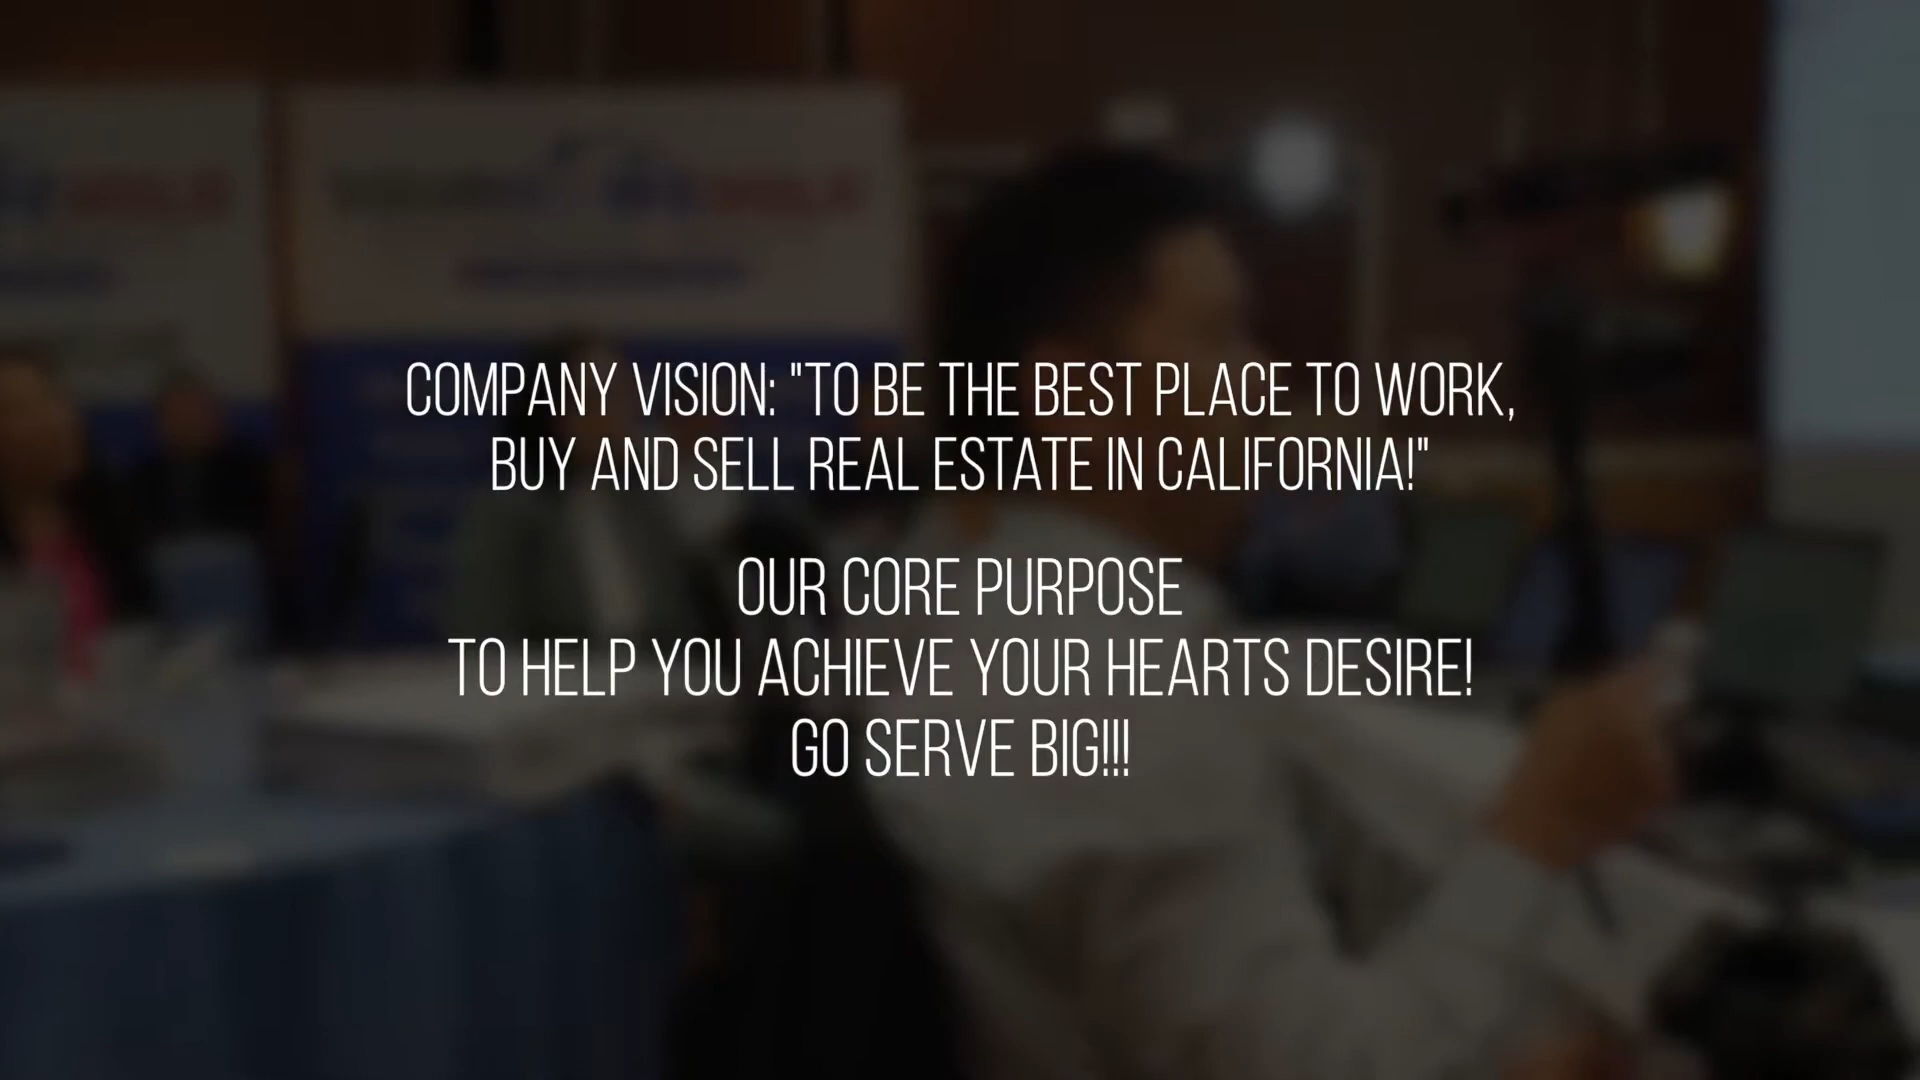 COMPANY VISION: "TO BE THE BEST PLACE TO WORK,
BUY AND SELL REAL ESTATE IN CALIFORNIA!"
OUR CORE PURPOSE
TO HELP YOU ACHIEVE YOUR HEARTS DESIRE!
GO SERVE BIG!!!